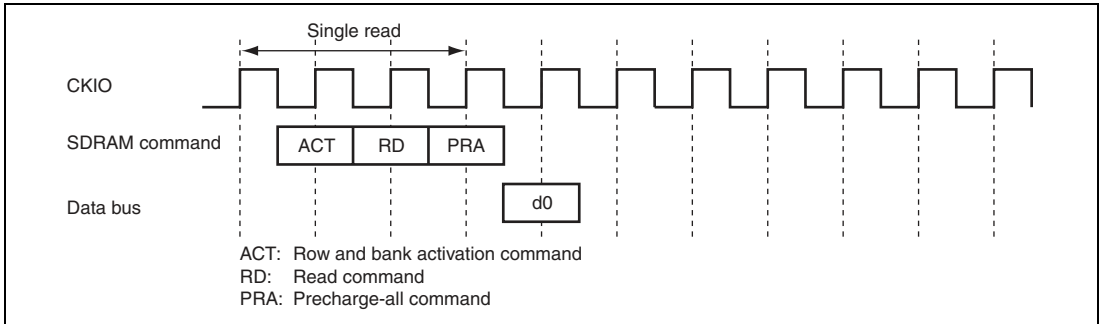 Single read
CKIO
SDRAM command
ACT RD PRA
Data bus
d0
ACT: Row and bank activation command
RD: Read command
PRA: Precharge-all command